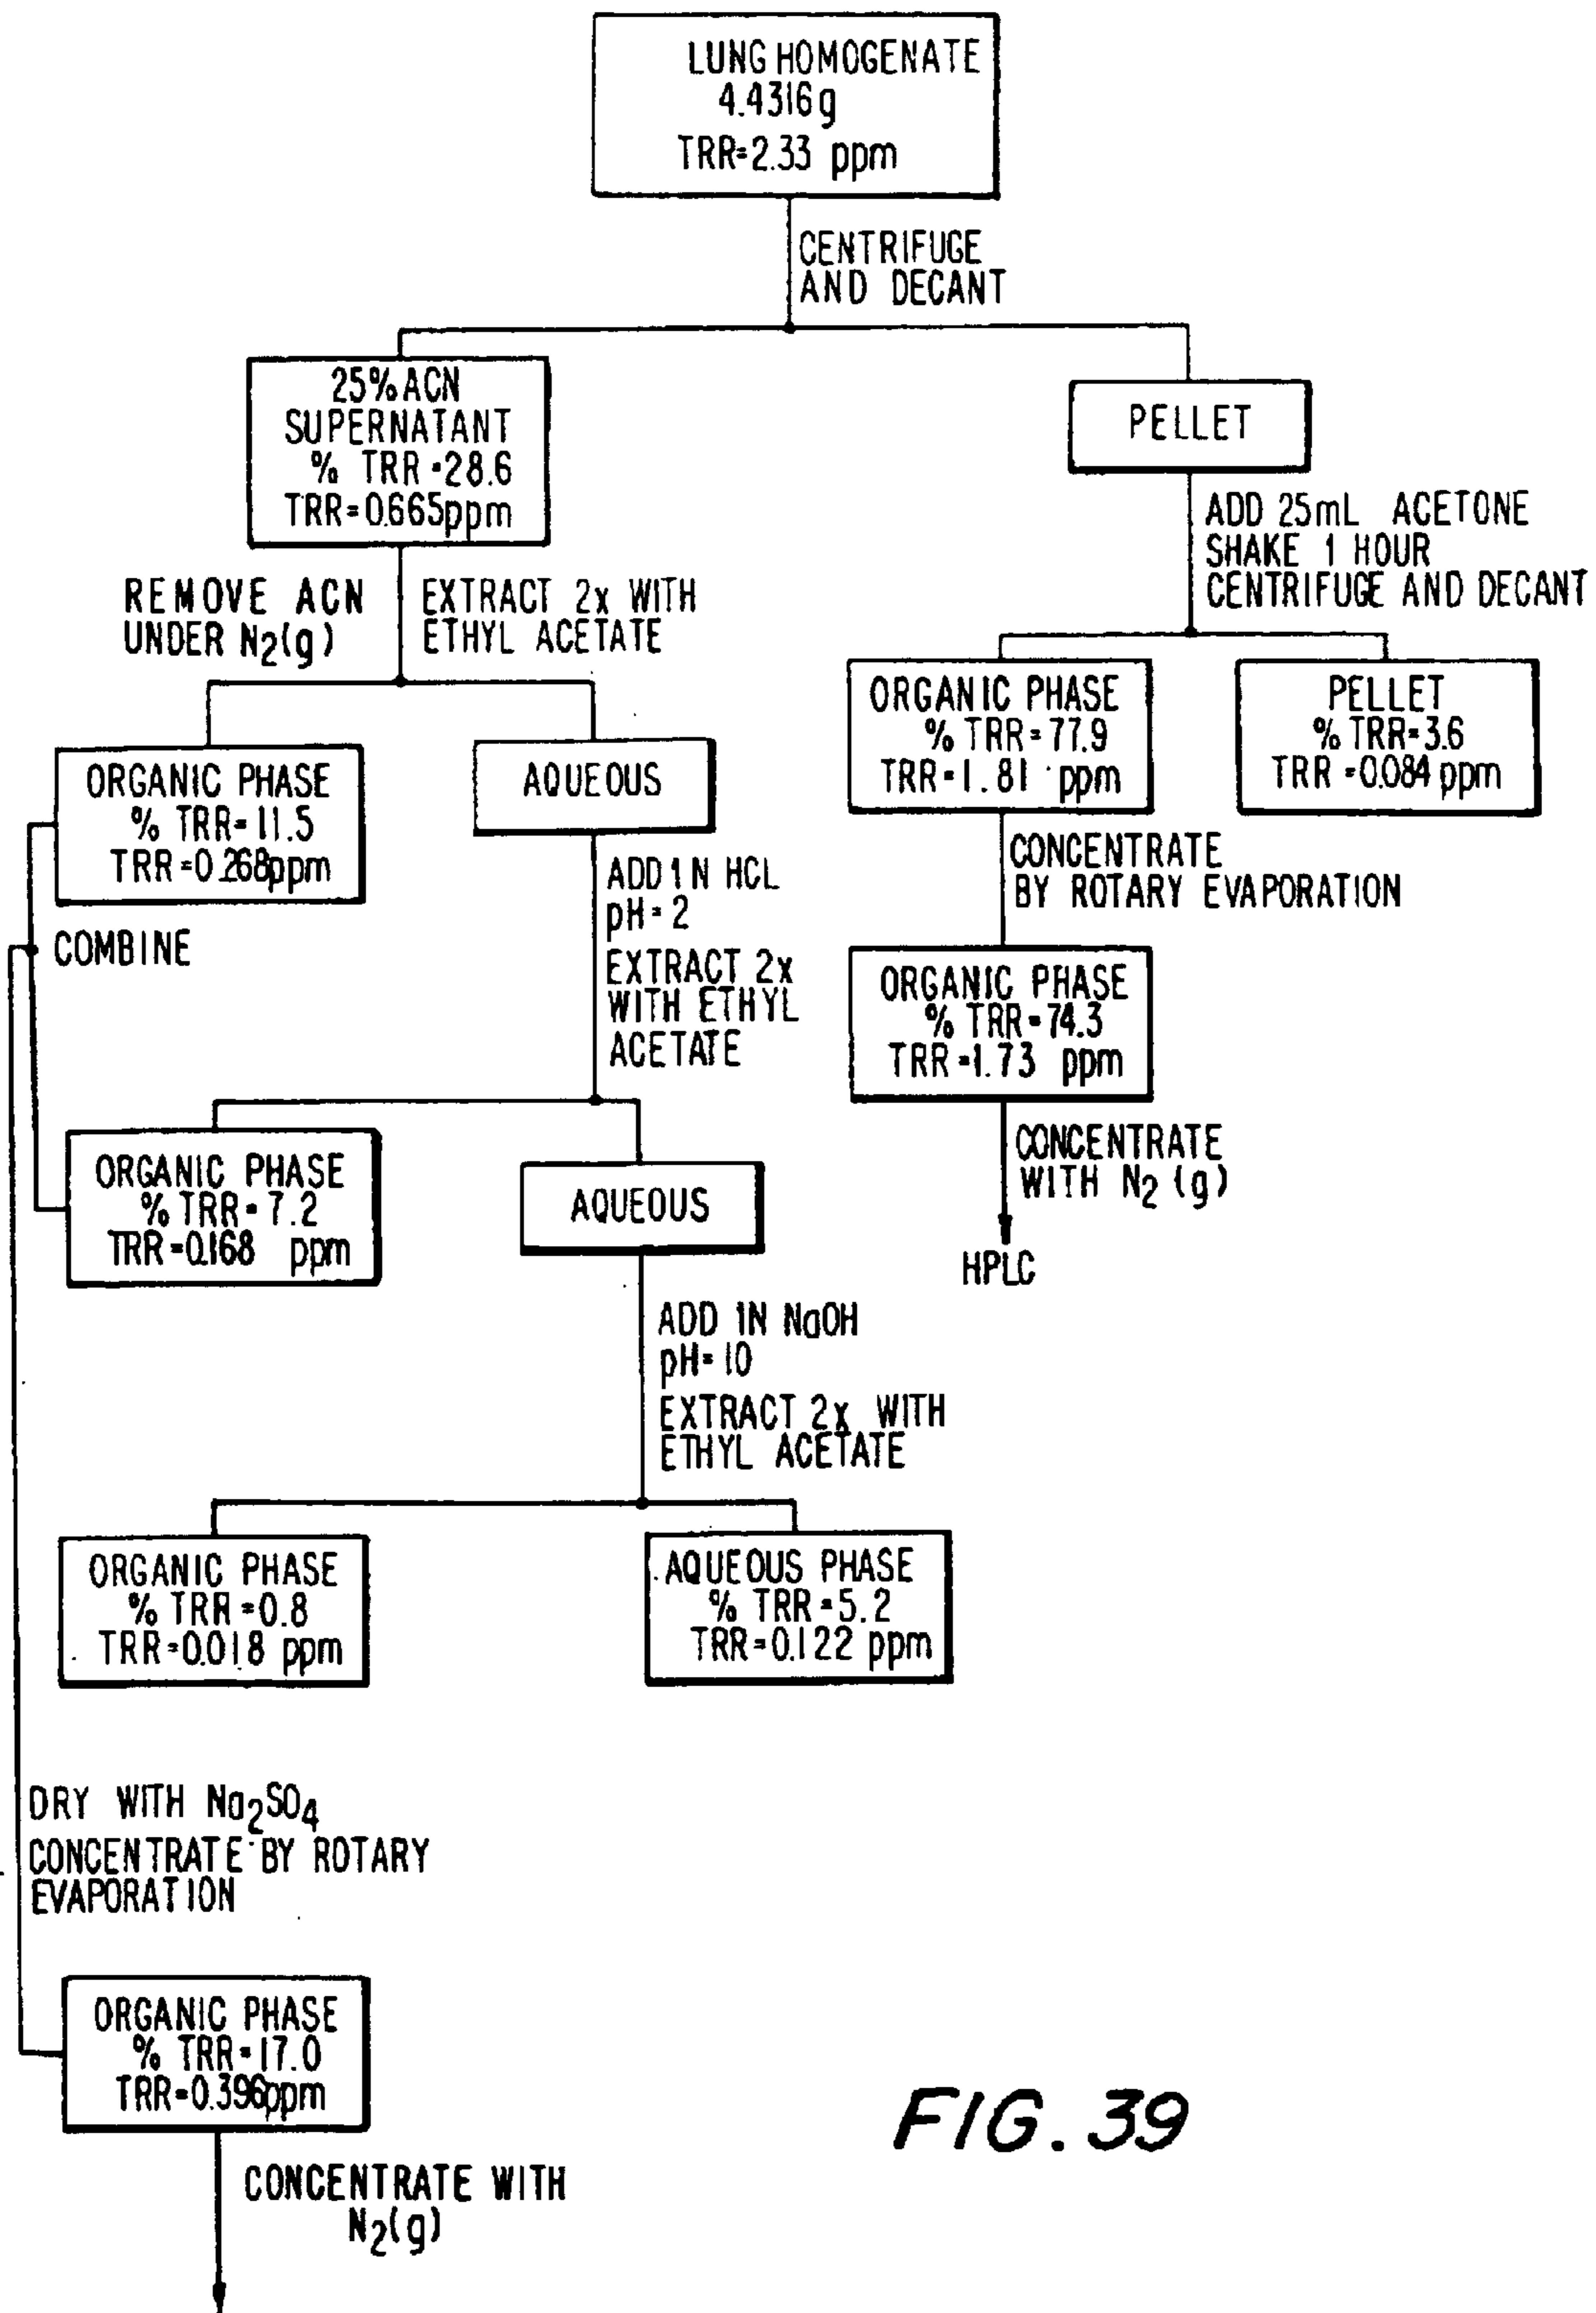 LUNG HOMOGENATE
4.4316g
TRR=2.33 ppm
CENTRIFUGE
AND DECANT
25% ACN
SUPERNATANT
% TRR=28.6
TRR=0.665ppm
PELLET
ADD 25mL ACETONE
SHAKE 1 HOUR
CENTRIFUGE AND DECANT
REMOVE ACN
UNDER N2(g)
EXTRACT 2x WITH
ETHYL ACETATE
ORGANIC PHASE
% TRR=77.9
TRR=1.81 ppm
PELLET
% TRR=3.6
TRR=0.084 ppm
ORGANIC PHASE
% TRR=11.5
TRR=0.268ppm
AQUEOUS
CONCENTRATE
BY ROTARY EVAPORATION
ADD 1N HCL
pH=2
EXTRACT 2x
WITH ETHYL
ACETATE
COMBINE
ORGANIC PHASE
% TRR=74.3
TRR=1.73 ppm
CONCENTRATE
WITH N2 (g)
HPLC
ORGANIC PHASE
% TRR=7.2
TRR=0.168 ppm
AQUEOUS
ADD 1N NaOH
pH=10
EXTRACT 2x WITH
ETHYL ACETATE
ORGANIC PHASE
% TRR=0.8
TRR=0.018 ppm
AQUEOUS PHASE
% TRR=5.2
TRR=0.122 ppm
DRY WITH Na2SO4
CONCENTRATE BY ROTARY
EVAPORATION
ORGANIC PHASE
% TRR=17.0
TRR=0.396ppm
CONCENTRATE WITH
N2(g)
FIG. 39